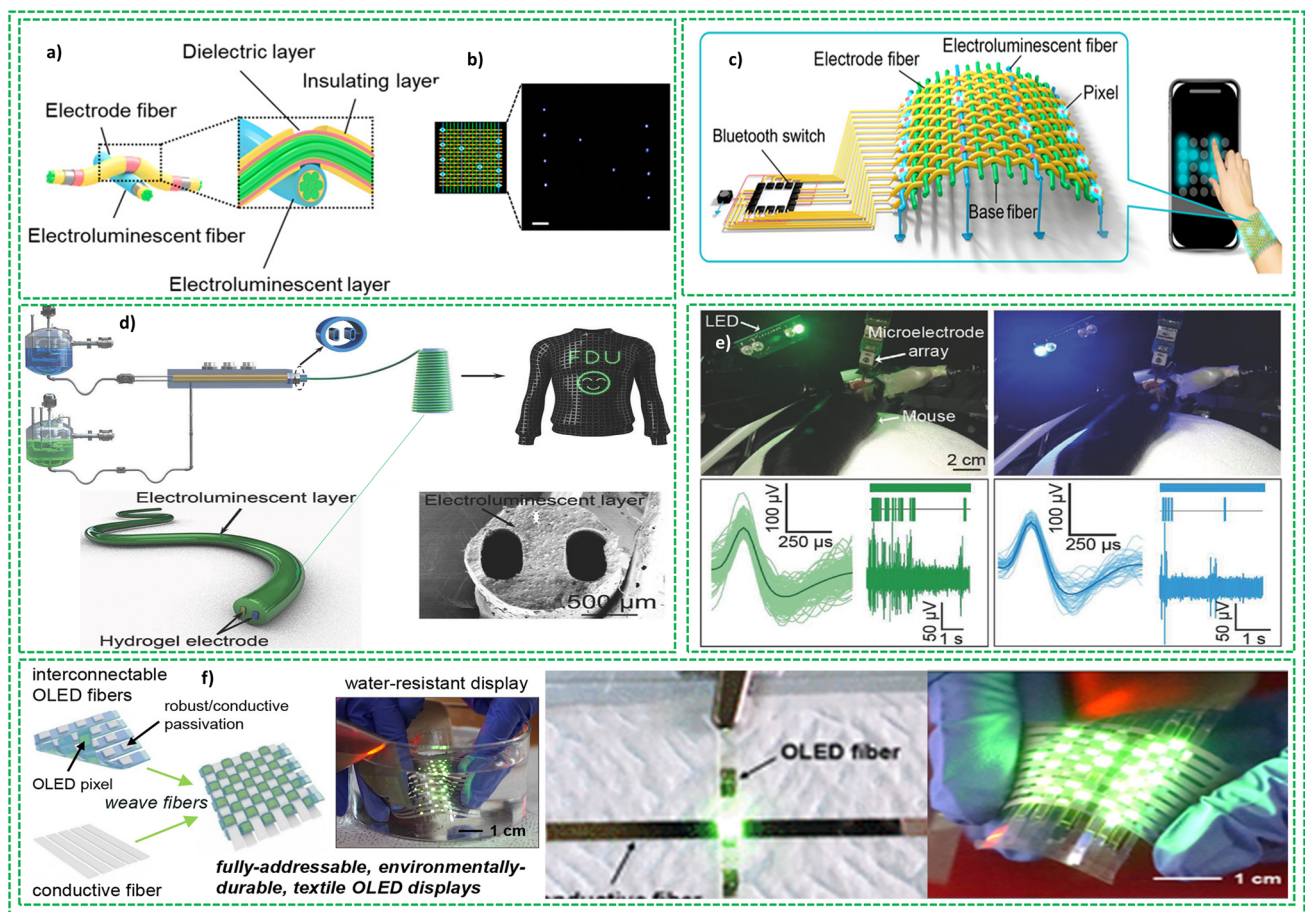 a)
Dielectric layer
Insulating layer
Electrode fiber
Electroluminescent fiber
Electroluminescent layer
b)
c)
Electroluminescent fiber
Electrode fiber
Pixel
Bluetooth switch
Base fiber
d)
FDU
Electroluminescent layer
Hydrogel electrode
Electroluminescent layer
500 µm
e)
LED
Microelectrode
array
Mouse
2 cm
100 µV
250 µs
50 µV
1 s
100 µV
250 µs
50 µV
1 s
f)
interconnectable
OLED fibers
robust/conductive
passivation
OLED pixel
weave fibers
conductive fiber
water-resistant display
1 cm
fully-addressable, environmentally-
durable, textile OLED displays
OLED fiber
fiber
1 cm